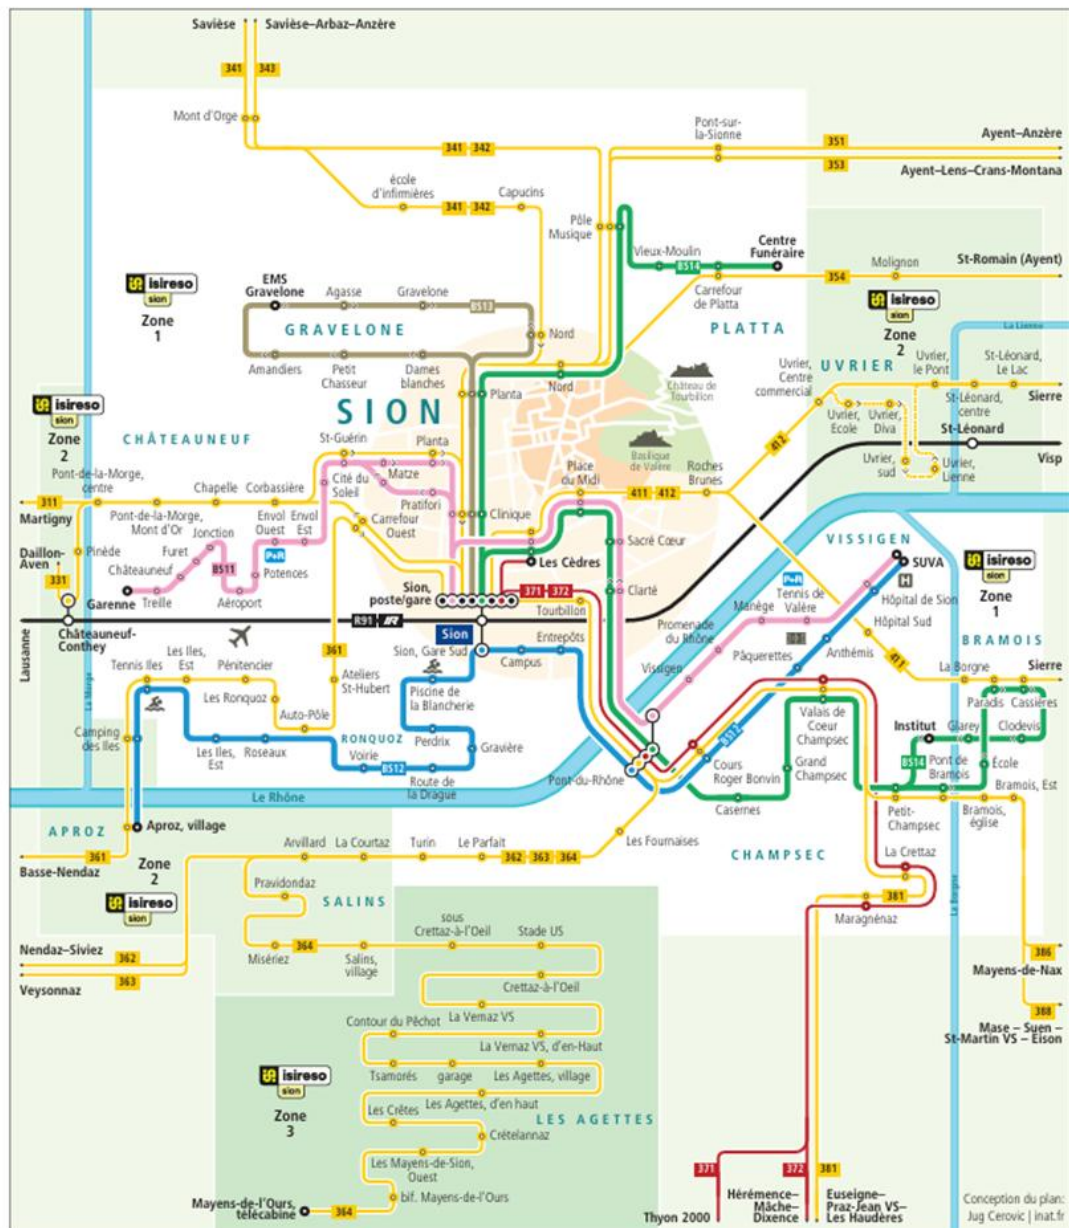 Savièse
Savièse–Arbaz–Anzère
341
343
Mont d'Orge
Pont-sur-
la-Sionne
351
Ayent–Anzère
341 342
353
Ayent–Lens–Crans-Montana
école
d'infirmières
Capucins
341 342
Pôle
Musique
Vieux-Moulin
Centre
Funéraire
BS14
Carrefour
de Platta
354
Molignon
St-Romain (Ayent)
isireso
sion
Zone
1
EMS
Gravelone
Agasse
Gravelone
BS13
GRAVELONE
Nord
PLATTA
isireso
sion
Zone
2
La Lienne
Amandiers
Petit
Chasseur
Dames
blanches
Nord
Château de
Tourbillon
Uvrier,
Centre
commercial
UVRIER
Uvrier,
le Pont
St-Léonard,
Le Lac
isireso
sion
Zone
2
SION
Planta
Sierre
St-Léonard,
centre
Uvrier,
Ecole
Uvrier,
Diva
St-Léonard
CHÂTEAUNEUF
St-Guérin
Planta
Basilique
de Valère
412
Visp
Pont-de-la-Morge,
centre
Chapelle
Corbassière
Cité du
Soleil
Matze
Place
du Midi
Roches
Brunes
Uvrier,
sud
Uvrier,
Lienne
311
Martigny
Pratifori
411 412
Pont-de-la-Morge,
Mont d'Or
Jonction
Envol
Ouest
Envol
Est
Carrefour
Ouest
Clinique
Daillon-
Aven
Pinède
Furet
P+R
Sacré Cœur
VISSIGEN
331
Châteauneuf
BS11
Potences
Les Cèdres
SUVA
isireso
sion
Zone
1
Garenne
Treille
Aéroport
Sion,
poste/gare
371 372
Tourbillon
Clarté
P+R
Tennis de
Valère
H
Hôpital de Sion
Manège
Châteauneuf-
Conthey
R91 IR
Sion
Lausanne
361
Sion, Gare Sud
Entrepôts
Promenade
du Rhône
Hôpital Sud
BRAMOIS
Tennis Iles
Les Iles,
Est
Pénitencier
Campus
Pâquerettes
Anthémis
411
La Borgne
Sierre
Ateliers
St-Hubert
Piscine de
la Blancherie
Vissigen
La Morge
Les Ronquoz
Paradis
Cassières
Camping
des Iles
Auto-Pôle
Perdrix
BS12
Valais de
Coeur
Champsec
Institut
Glarey
Clodevis
RONQUOZ
Gravière
Les Iles,
Est
Roseaux
Voirie
BS12
Route de
la Drague
Pont-du-Rhône
Cours
Roger Bonvin
Grand
Champsec
BS14
Pont de
Bramois
École
Le Rhône
Casernes
Bramois, Est
APROZ
Aproz, village
Les Fournaises
Petit-
Champsec
Bramois,
église
361
Basse-Nendaz
Zone
2
isireso
sion
Arvillard
La Courtaz
Turin
Le Parfait
362 363 364
CHAMPSEC
La Crettaz
Pravidondaz
SALINS
La Borgne
381
Maragnénaz
Nendaz–Siviez
362
Misériez
364
Salins,
village
sous
Crettaz-à-l'Oeil
Stade US
386
Mayens-de-Nax
Veysonnaz
363
Crettaz-à-l'Oeil
La Vernaz VS
388
Mase – Suen –
St-Martin VS – Eison
Contour du Pêchot
La Vernaz VS, d'en-Haut
isireso
sion
Zone
3
Tsamorés
garage
Les Agettes, village
Les Agettes, d'en haut
Les Crêtes
LES AGETTES
Crételannaz
Les Mayens-de-Sion,
Ouest
371
372
381
Mayens-de-l'Ours,
télécabine
364
bif. Mayens-de-l'Ours
Thyon 2000
Hérémence–
Mâche–
Dixence
Euseigne–
Praz-Jean VS–
Les Haudères
Conception du plan:
Jug Cerovic | inat.fr